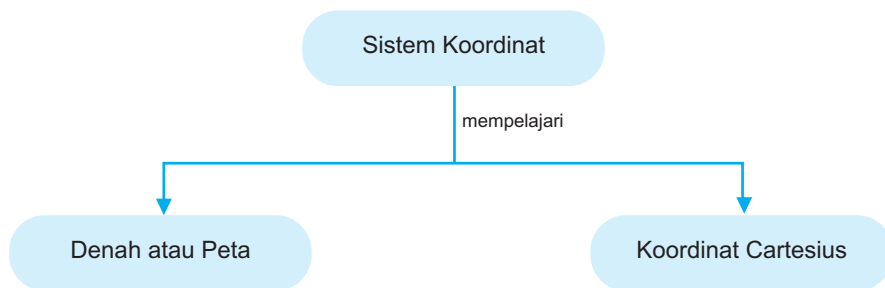 Sistem Koordinat
mempelajari
Denah atau Peta
Koordinat Cartesius